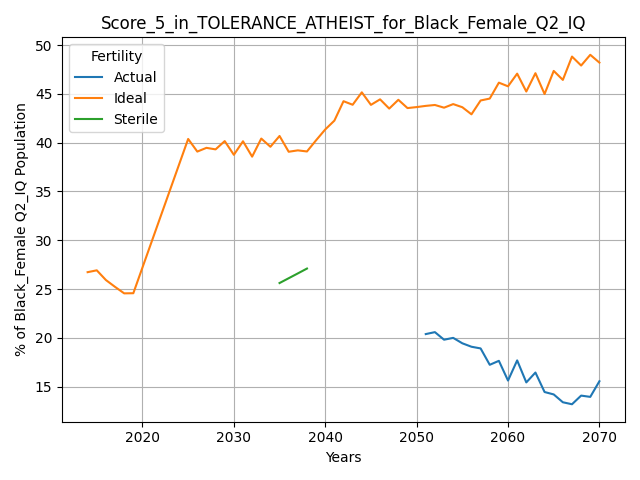 Score_5_in_TOLERANCE_ATHEIST_for_Black_Female_Q2_IQ
Fertility
Actual
Ideal
Sterile
% of Black_Female Q2_IQ Population
50
45
40
35
30
25
20
15
2020 2030 2040 2050 2060 2070
Years